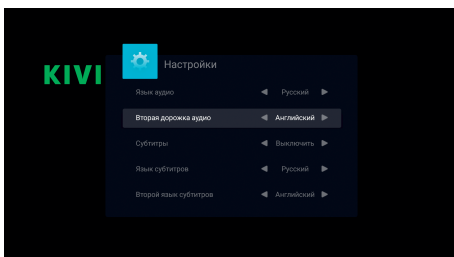 KIVI
Настройки
Язык аудио Русский
Вторая дорожка аудио Английский
Субтитры Выключить
Язык субтитров Русский
Второй язык субтитров Английский